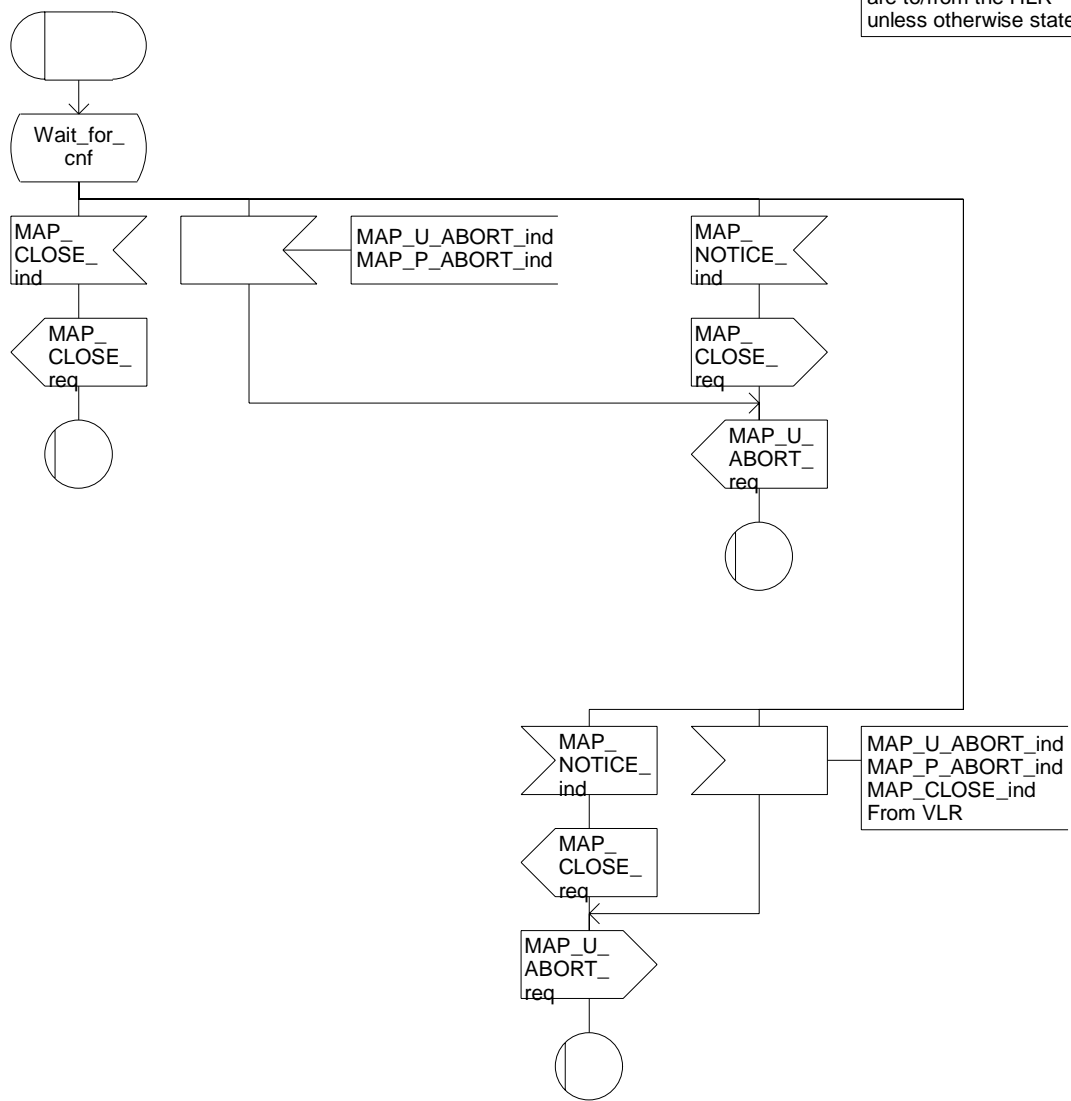 are to/from the HLR
unless otherwise state
Wait_for_
cnf
MAP_
CLOSE_
ind
MAP_U_ABORT_ind
MAP_P_ABORT_ind
MAP_
NOTICE_
ind
MAP_
CLOSE_
req
MAP_
CLOSE_
req
MAP_U_
ABORT_
req
MAP_
NOTICE_
ind
MAP_U_ABORT_ind
MAP_P_ABORT_ind
MAP_CLOSE_ind
From VLR
MAP_
CLOSE_
req
MAP_U_
ABORT_
req